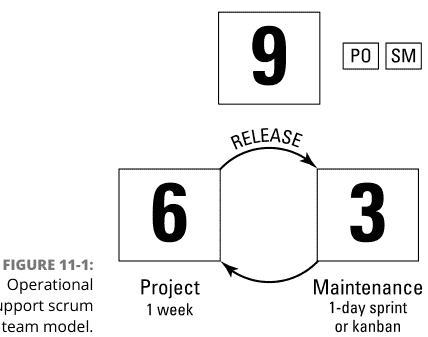 9
PO SM
RELEASE
6 3
FIGURE 11-1:
Operational
upport scrum
team model.
Project
1 week
Maintenance
1-day sprint
or kanban